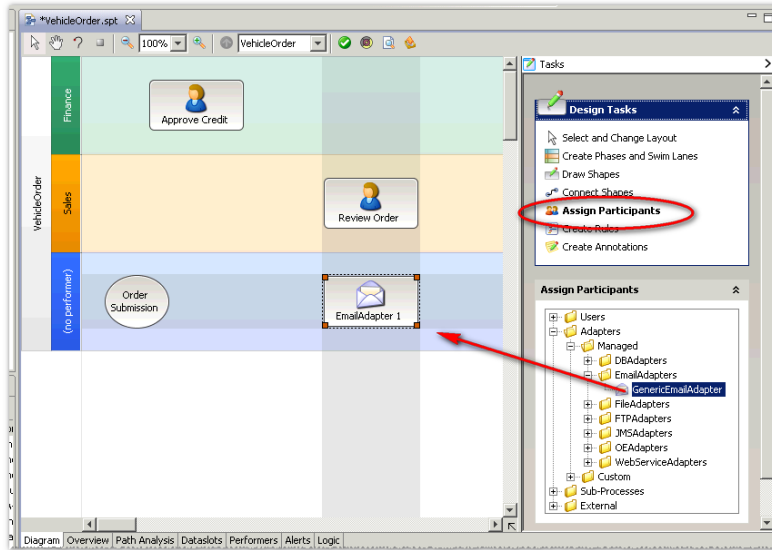 *VehicleOrder.spt
100%
VehicleOrder
Tasks
Finance
Approve Credit
VehicleOrder
Sales
Review Order
(no performer)
Order
Submission
EmailAdapter 1
Design Tasks
Select and Change Layout
Create Phases and Swim Lanes
Draw Shapes
Connect Shapes
Assign Participants
Create Rules
Create Annotations
Assign Participants
Users
Adapters
Managed
DBAdapters
EmailAdapters
GenericEmailAdapter
FileAdapters
FTPAdapters
JMSAdapters
OEAdapters
WebServiceAdapters
Custom
Sub-Processes
External
Diagram Overview Path Analysis Dataslots Performers Alerts Logic